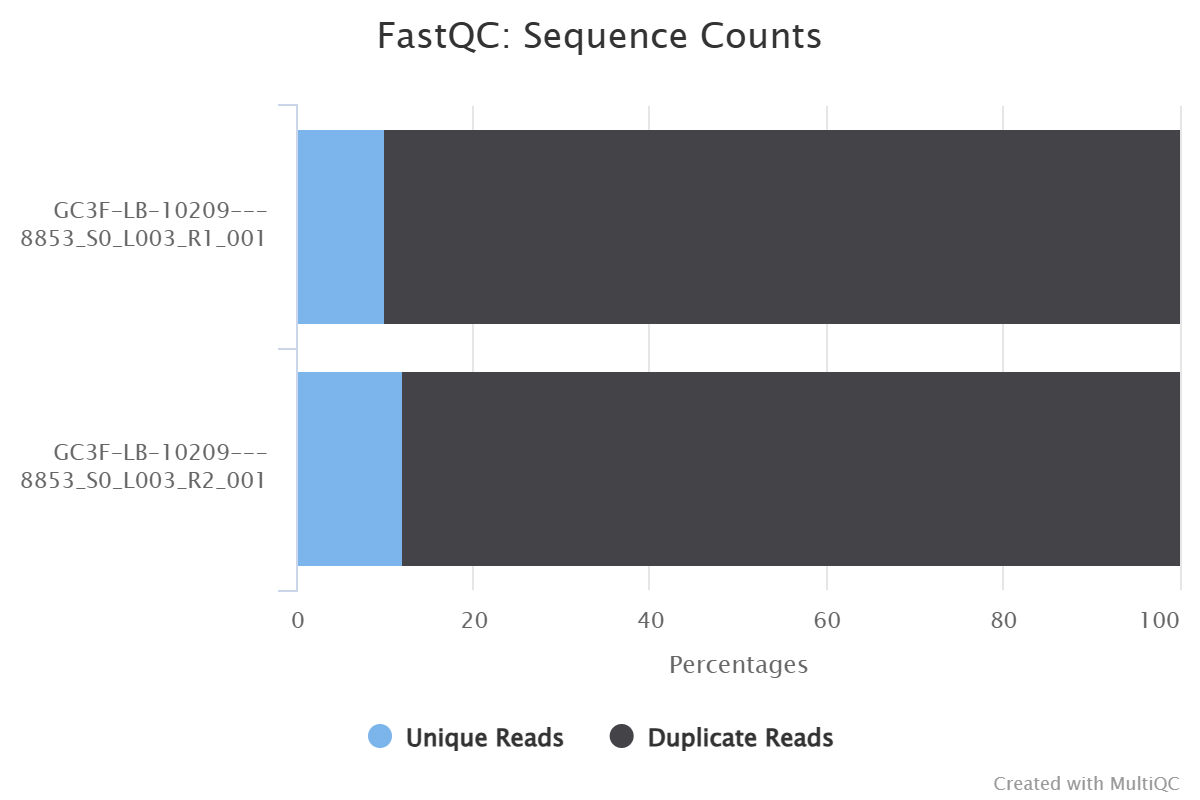 FastQC: Sequence Counts
GC3F-LB-10209---
8853_S0_L003_R1_001
GC3F-LB-10209---
8853_S0_L003_R2_001
0 20 40 60 80 100
Percentages
Unique Reads Duplicate Reads
Created with MultiQC